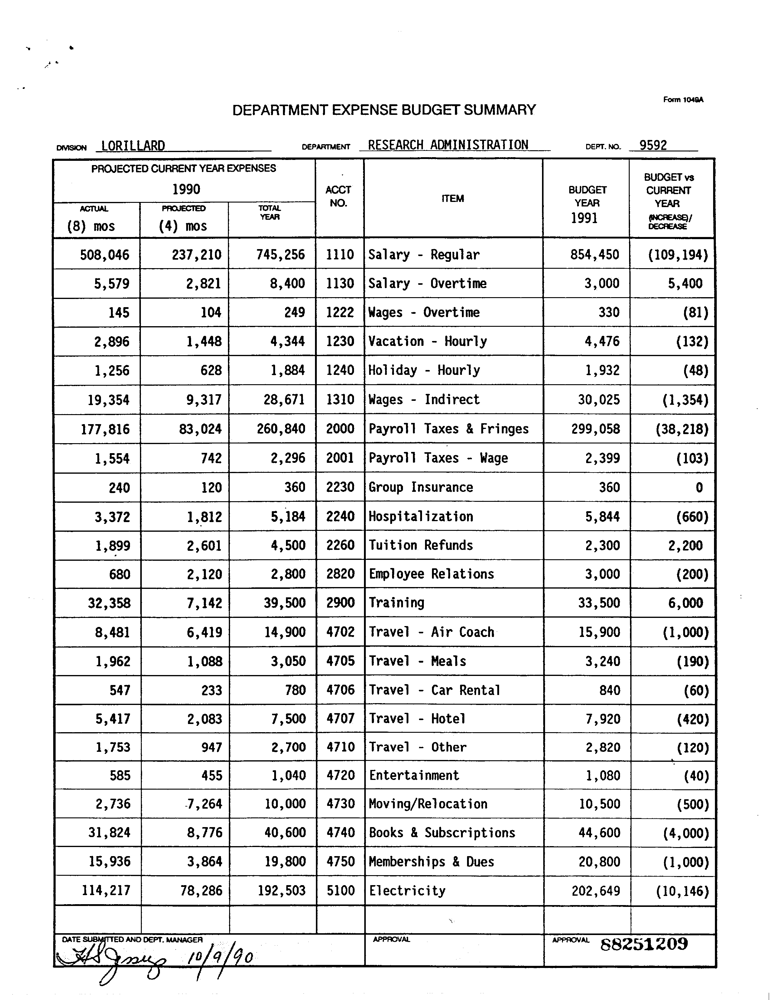 Form 1049A
DEPARTMENT EXPENSE BUDGET SUMMARY
DIVISION LORILLARD DEPARTMENT RESEARCH ADMINISTRATION DEPT. NO. 9592
PROJECTED CURRENT YEAR EXPENSES
1990
ACTUAL
(8) mos
PROJECTED
(4) mos
TOTAL
YEAR
ACCT
NO.
ITEM
BUDGET
YEAR
1991
BUDGET vs
CURRENT
YEAR
(INCREASE)/
DECREASE
508,046 237,210 745,256 1110 Salary - Regular 854,450 (109,194)
5,579 2,821 8,400 1130 Salary - Overtime 3,000 5,400
145 104 249 1222 Wages - Overtime 330 (81)
2,896 1,448 4,344 1230 Vacation - Hourly 4,476 (132)
1,256 628 1,884 1240 Holiday - Hourly 1,932 (48)
19,354 9,317 28,671 1310 Wages - Indirect 30,025 (1,354)
177,816 83,024 260,840 2000 Payroll Taxes & Fringes 299,058 (38,218)
1,554 742 2,296 2001 Payroll Taxes - Wage 2,399 (103)
240 120 360 2230 Group Insurance 360 0
3,372 1,812 5,184 2240 Hospitalization 5,844 (660)
1,899 2,601 4,500 2260 Tuition Refunds 2,300 2,200
680 2,120 2,800 2820 Employee Relations 3,000 (200)
32,358 7,142 39,500 2900 Training 33,500 6,000
8,481 6,419 14,900 4702 Travel - Air Coach 15,900 (1,000)
1,962 1,088 3,050 4705 Travel - Meals 3,240 (190)
547 233 780 4706 Travel - Car Rental 840 (60)
5,417 2,083 7,500 4707 Travel - Hotel 7,920 (420)
1,753 947 2,700 4710 Travel - Other 2,820 (120)
585 455 1,040 4720 Entertainment 1,080 (40)
2,736 7,264 10,000 4730 Moving/Relocation 10,500 (500)
31,824 8,776 40,600 4740 Books & Subscriptions 44,600 (4,000)
15,936 3,864 19,800 4750 Memberships & Dues 20,800 (1,000)
114,217 78,286 192,503 5100 Electricity 202,649 (10,146)
DATE SUBMITTED AND DEPT. MANAGER APPROVAL APPROVAL 88251209
10/9/90